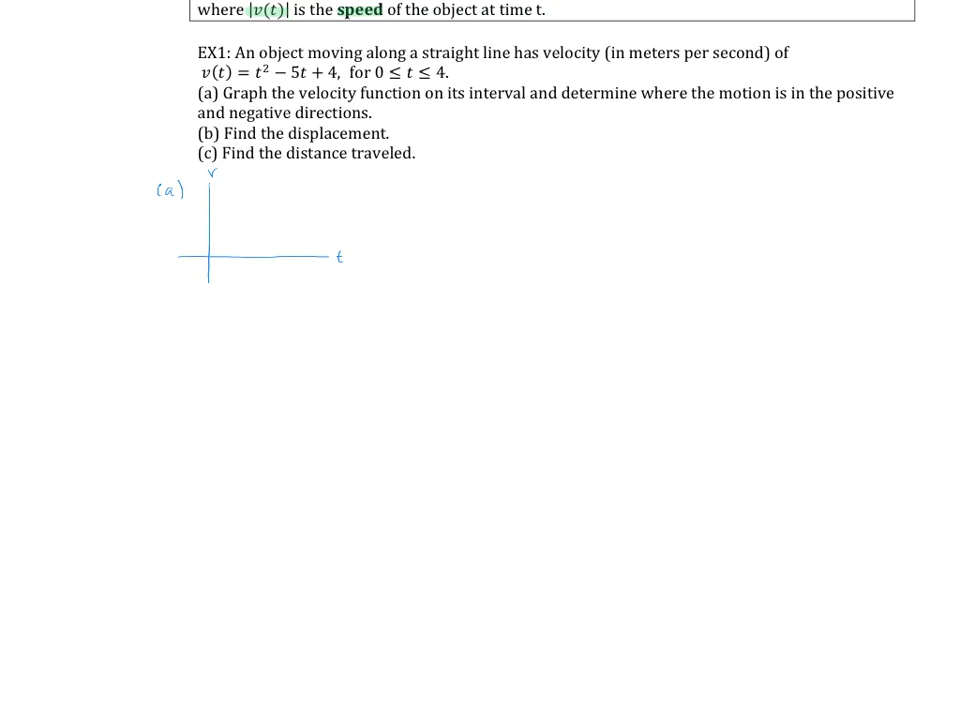 where |v(t)| is the speed of the object at time t.
EX1: An object moving along a straight line has velocity (in meters per second) of
v(t) = t² − 5t + 4, for 0 ≤ t ≤ 4.
(a) Graph the velocity function on its interval and determine where the motion is in the positive
and negative directions.
(b) Find the displacement.
(c) Find the distance traveled.
v
(a)
t